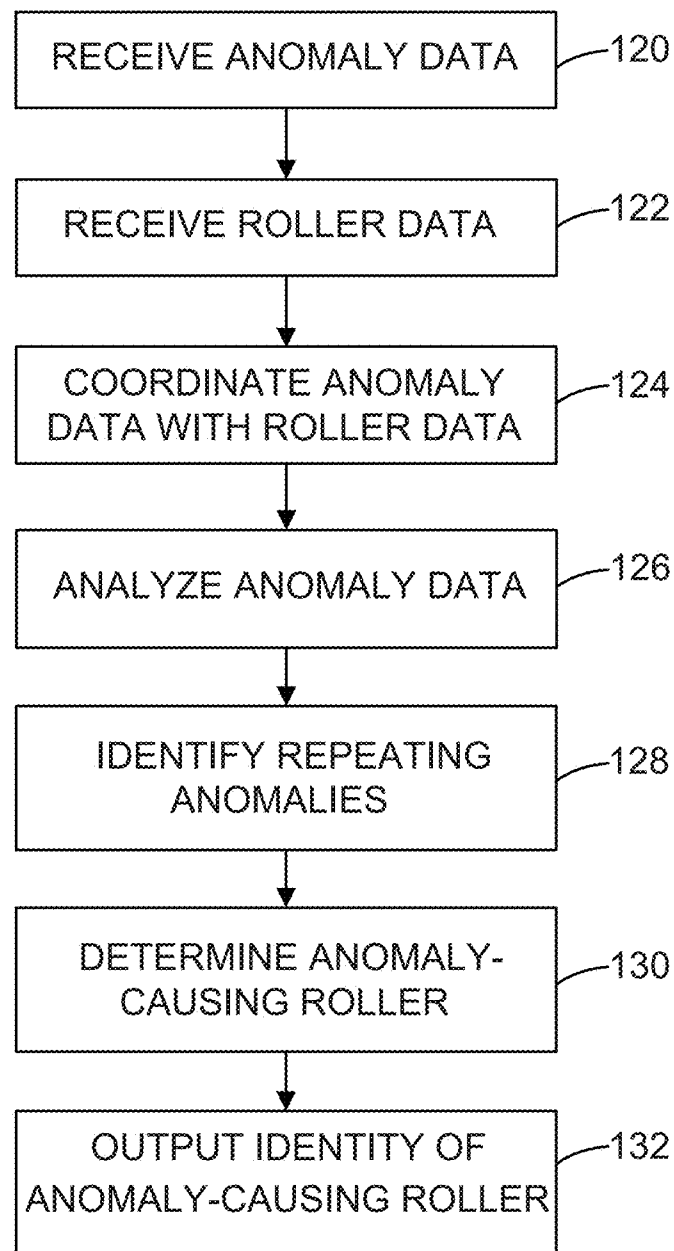 RECEIVE ANOMALY DATA
120
RECEIVE ROLLER DATA
122
COORDINATE ANOMALY
DATA WITH ROLLER DATA
124
ANALYZE ANOMALY DATA
126
IDENTIFY REPEATING
ANOMALIES
128
DETERMINE ANOMALY-
CAUSING ROLLER
130
OUTPUT IDENTITY OF
ANOMALY-CAUSING ROLLER
132